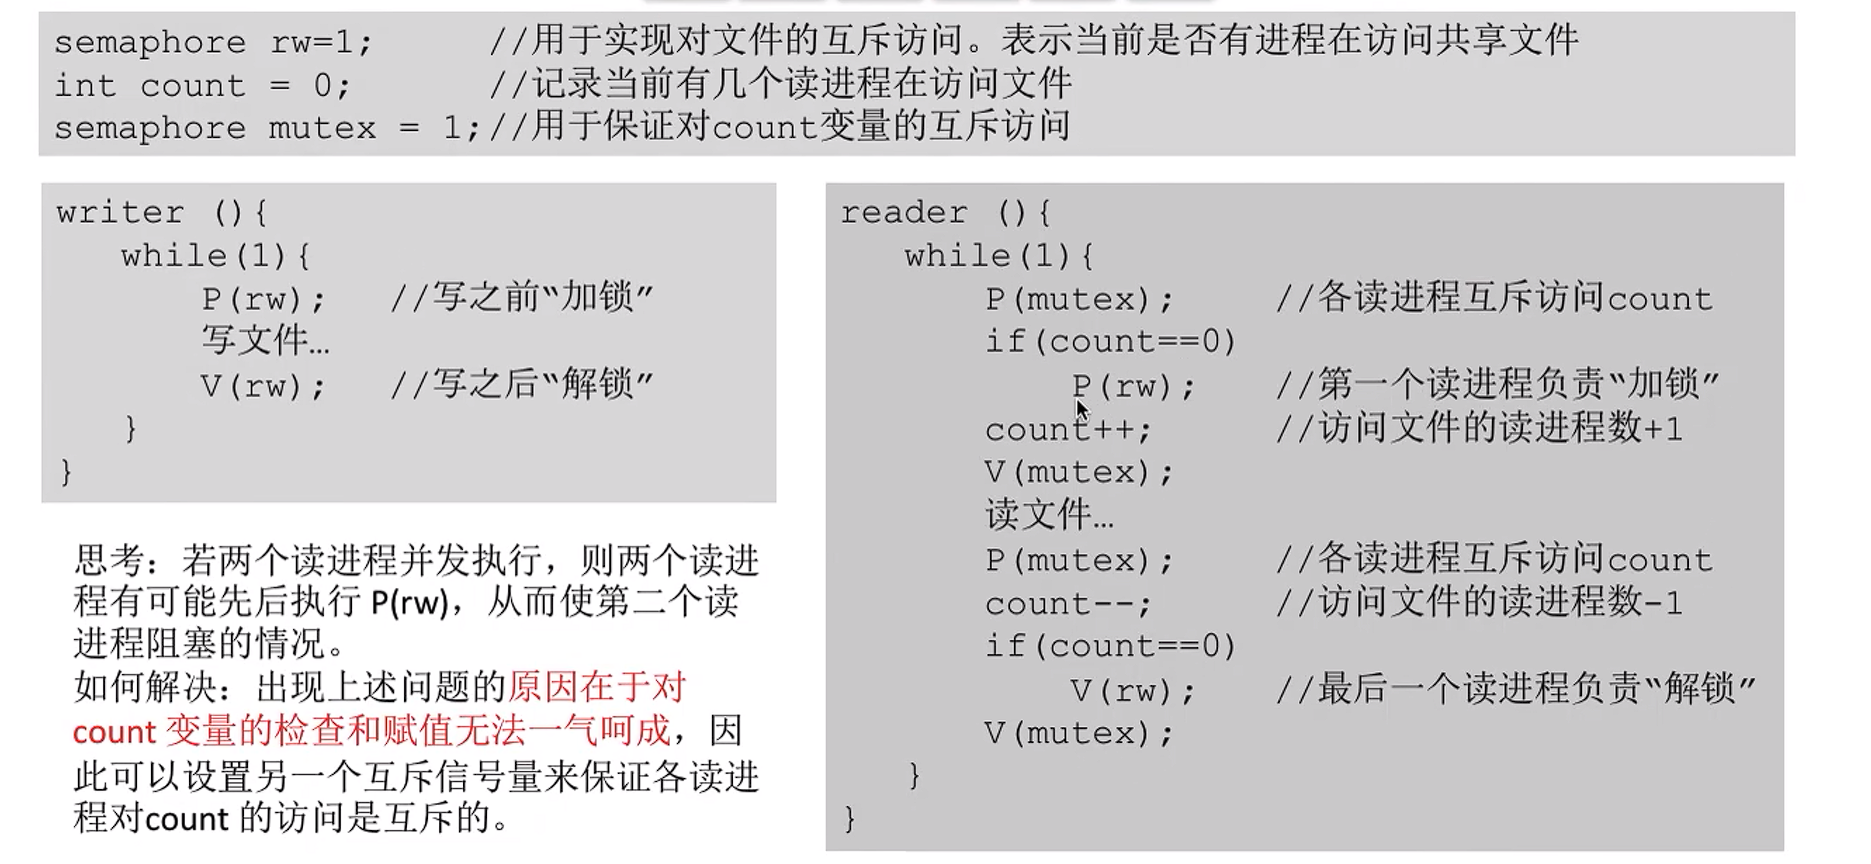 semaphore rw=1; //用于实现对文件的互斥访问。表示当前是否有进程在访问共享文件
int count = 0; //记录当前有几个读进程在访问文件
semaphore mutex = 1;//用于保证对count变量的互斥访问
writer (){
while(1){
P(rw); //写之前“加锁”
写文件…
V(rw); //写之后“解锁”
}
}
思考：若两个读进程并发执行，则两个读进
程有可能先后执行 P(rw)，从而使第二个读
进程阻塞的情况。
如何解决：出现上述问题的原因在于对
count 变量的检查和赋值无法一气呵成，因
此可以设置另一个互斥信号量来保证各读进
程对count 的访问是互斥的。
reader (){
while(1){
P(mutex); //各读进程互斥访问count
if(count==0)
P(rw); //第一个读进程负责“加锁”
count++; //访问文件的读进程数+1
V(mutex);
读文件…
P(mutex); //各读进程互斥访问count
count--; //访问文件的读进程数-1
if(count==0)
V(rw); //最后一个读进程负责“解锁”
V(mutex);
}
}